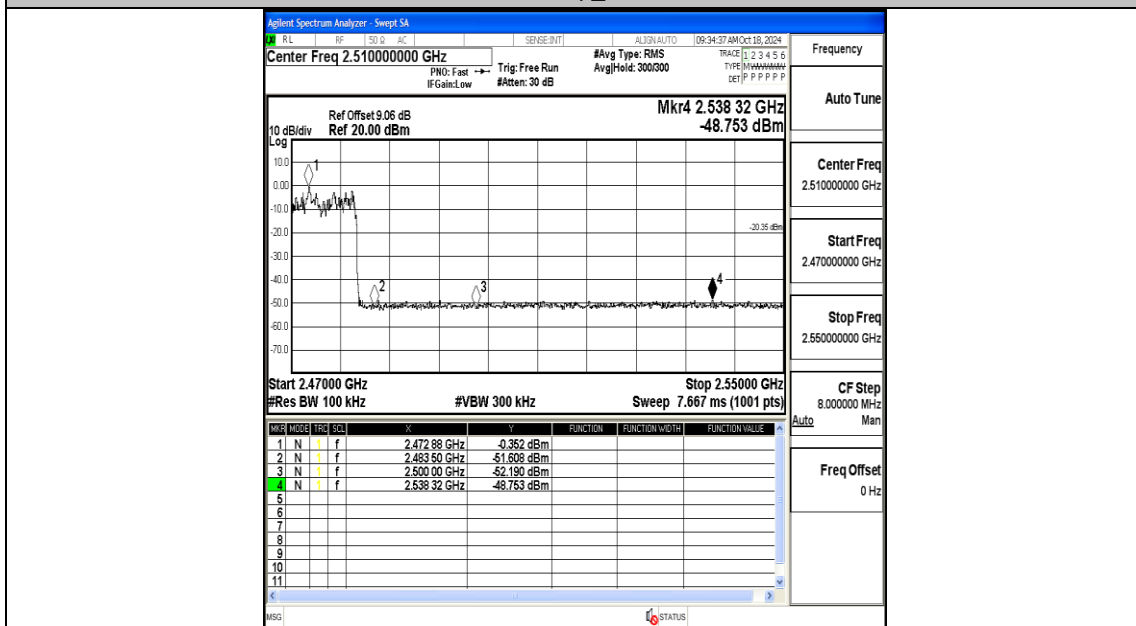 Agilent Spectrum Analyzer - Swept SA
RL RF 50 Ω AC SENSE:INT ALIGN AUTO 09:34:37 AM Oct 18, 2024
Center Freq 2.510000000 GHz
PNO: Fast
IFGain:Low
Trig: Free Run
#Atten: 30 dB
#Avg Type: RMS
Avg|Hold: 300/300
TRACE 1 2 3 4 5 6
TYPE
DET P P P P P P
Mkr4 2.538 32 GHz
-48.753 dBm
Ref Offset 9.06 dB
10 dB/div Ref 20.00 dBm
Log
10.0
0.00
-10.0
-20.0
-30.0
-40.0
-50.0
-60.0
-70.0
1
2
3
4
-20.35 dBm
Start 2.47000 GHz Stop 2.55000 GHz
#Res BW 100 kHz #VBW 300 kHz Sweep 7.667 ms (1001 pts)
MKR MODE TRC SCL X Y FUNCTION FUNCTION WIDTH FUNCTION VALUE
1 N 1 f 2.472 88 GHz -0.352 dBm
2 N 1 f 2.483 50 GHz -51.608 dBm
3 N 1 f 2.500 00 GHz -52.190 dBm
4 N 1 f 2.538 32 GHz -48.753 dBm
5
6
7
8
9
10
11
MSG STATUS
Frequency
Auto Tune
Center Freq
2.510000000 GHz
Start Freq
2.470000000 GHz
Stop Freq
2.550000000 GHz
CF Step
8.000000 MHz
Auto Man
Freq Offset
0 Hz